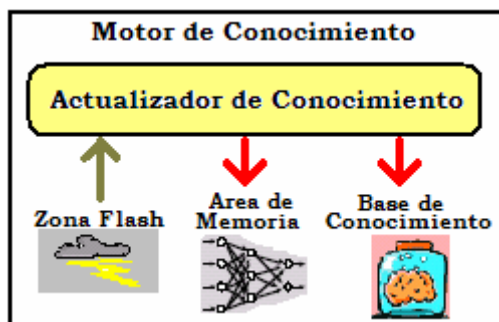 Motor de Conocimiento
Actualizador de Conocimiento
Zona Flash
Area de
Memoria
Base de
Conocimiento